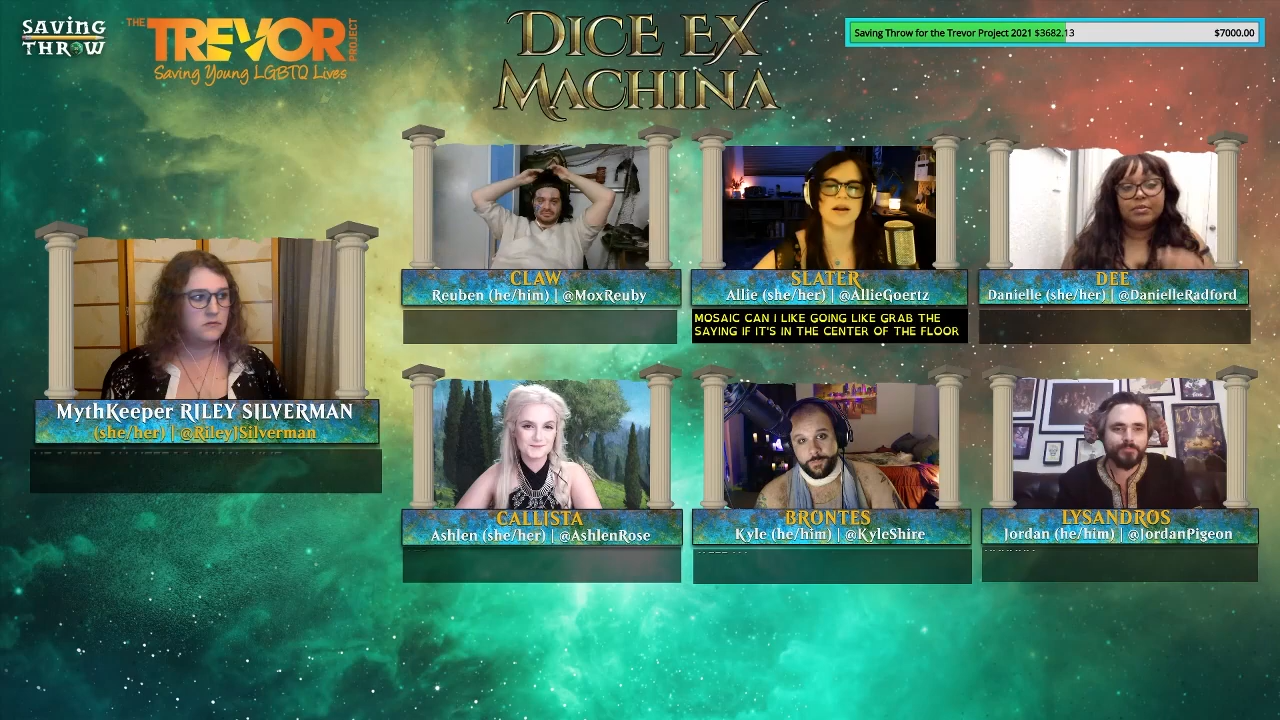 SAVING
THROW
THE
TREVOR
PROJECT
Saving Young LGBTQ Lives
DICE EX
MACHINA
Saving Throw for the Trevor Project 2021 $3682.13
$7000.00
MythKeeper RILEY SILVERMAN
(she/her) | @RileyJSilverman
CLAW
Reuben (he/him) | @MoxReuby
SLATER
Allie (she/her) | @AllieGoertz
MOSAIC CAN I LIKE GOING LIKE GRAB THE
SAYING IF IT'S IN THE CENTER OF THE FLOOR
DEE
Danielle (she/her) | @DanielleRadford
CALLISTA
Ashlen (she/her) | @AshlenRose
BRONTES
Kyle (he/him) | @KyleShire
LYSANDROS
Jordan (he/him) | @JordanPigeon